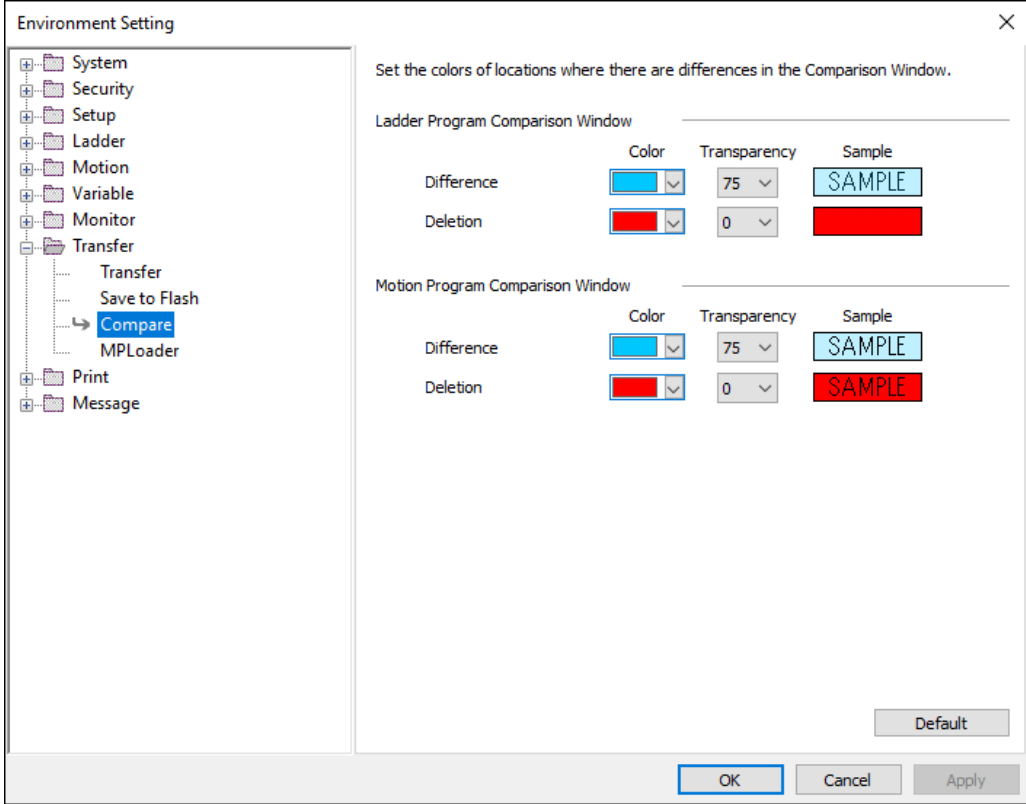 Environment Setting
System
Security
Setup
Ladder
Motion
Variable
Monitor
Transfer
Transfer
Save to Flash
Compare
MPLoader
Print
Message
Set the colors of locations where there are differences in the Comparison Window.
Ladder Program Comparison Window
Color Transparency Sample
Difference 75 SAMPLE
Deletion 0
Motion Program Comparison Window
Color Transparency Sample
Difference 75 SAMPLE
Deletion 0 SAMPLE
Default
OK Cancel Apply